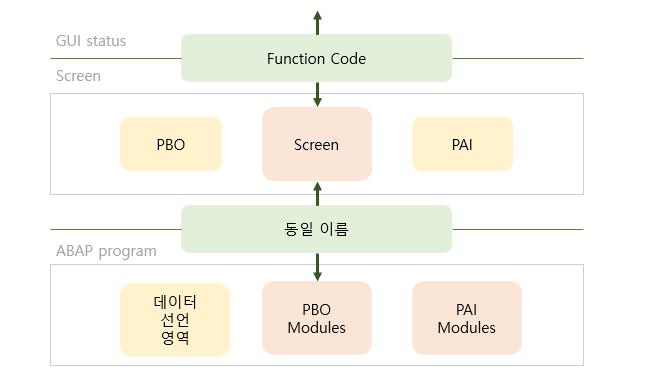 GUI status
Function Code
Screen
PBO
Screen
PAI
동일 이름
ABAP program
데이터
선언
영역
PBO
Modules
PAI
Modules